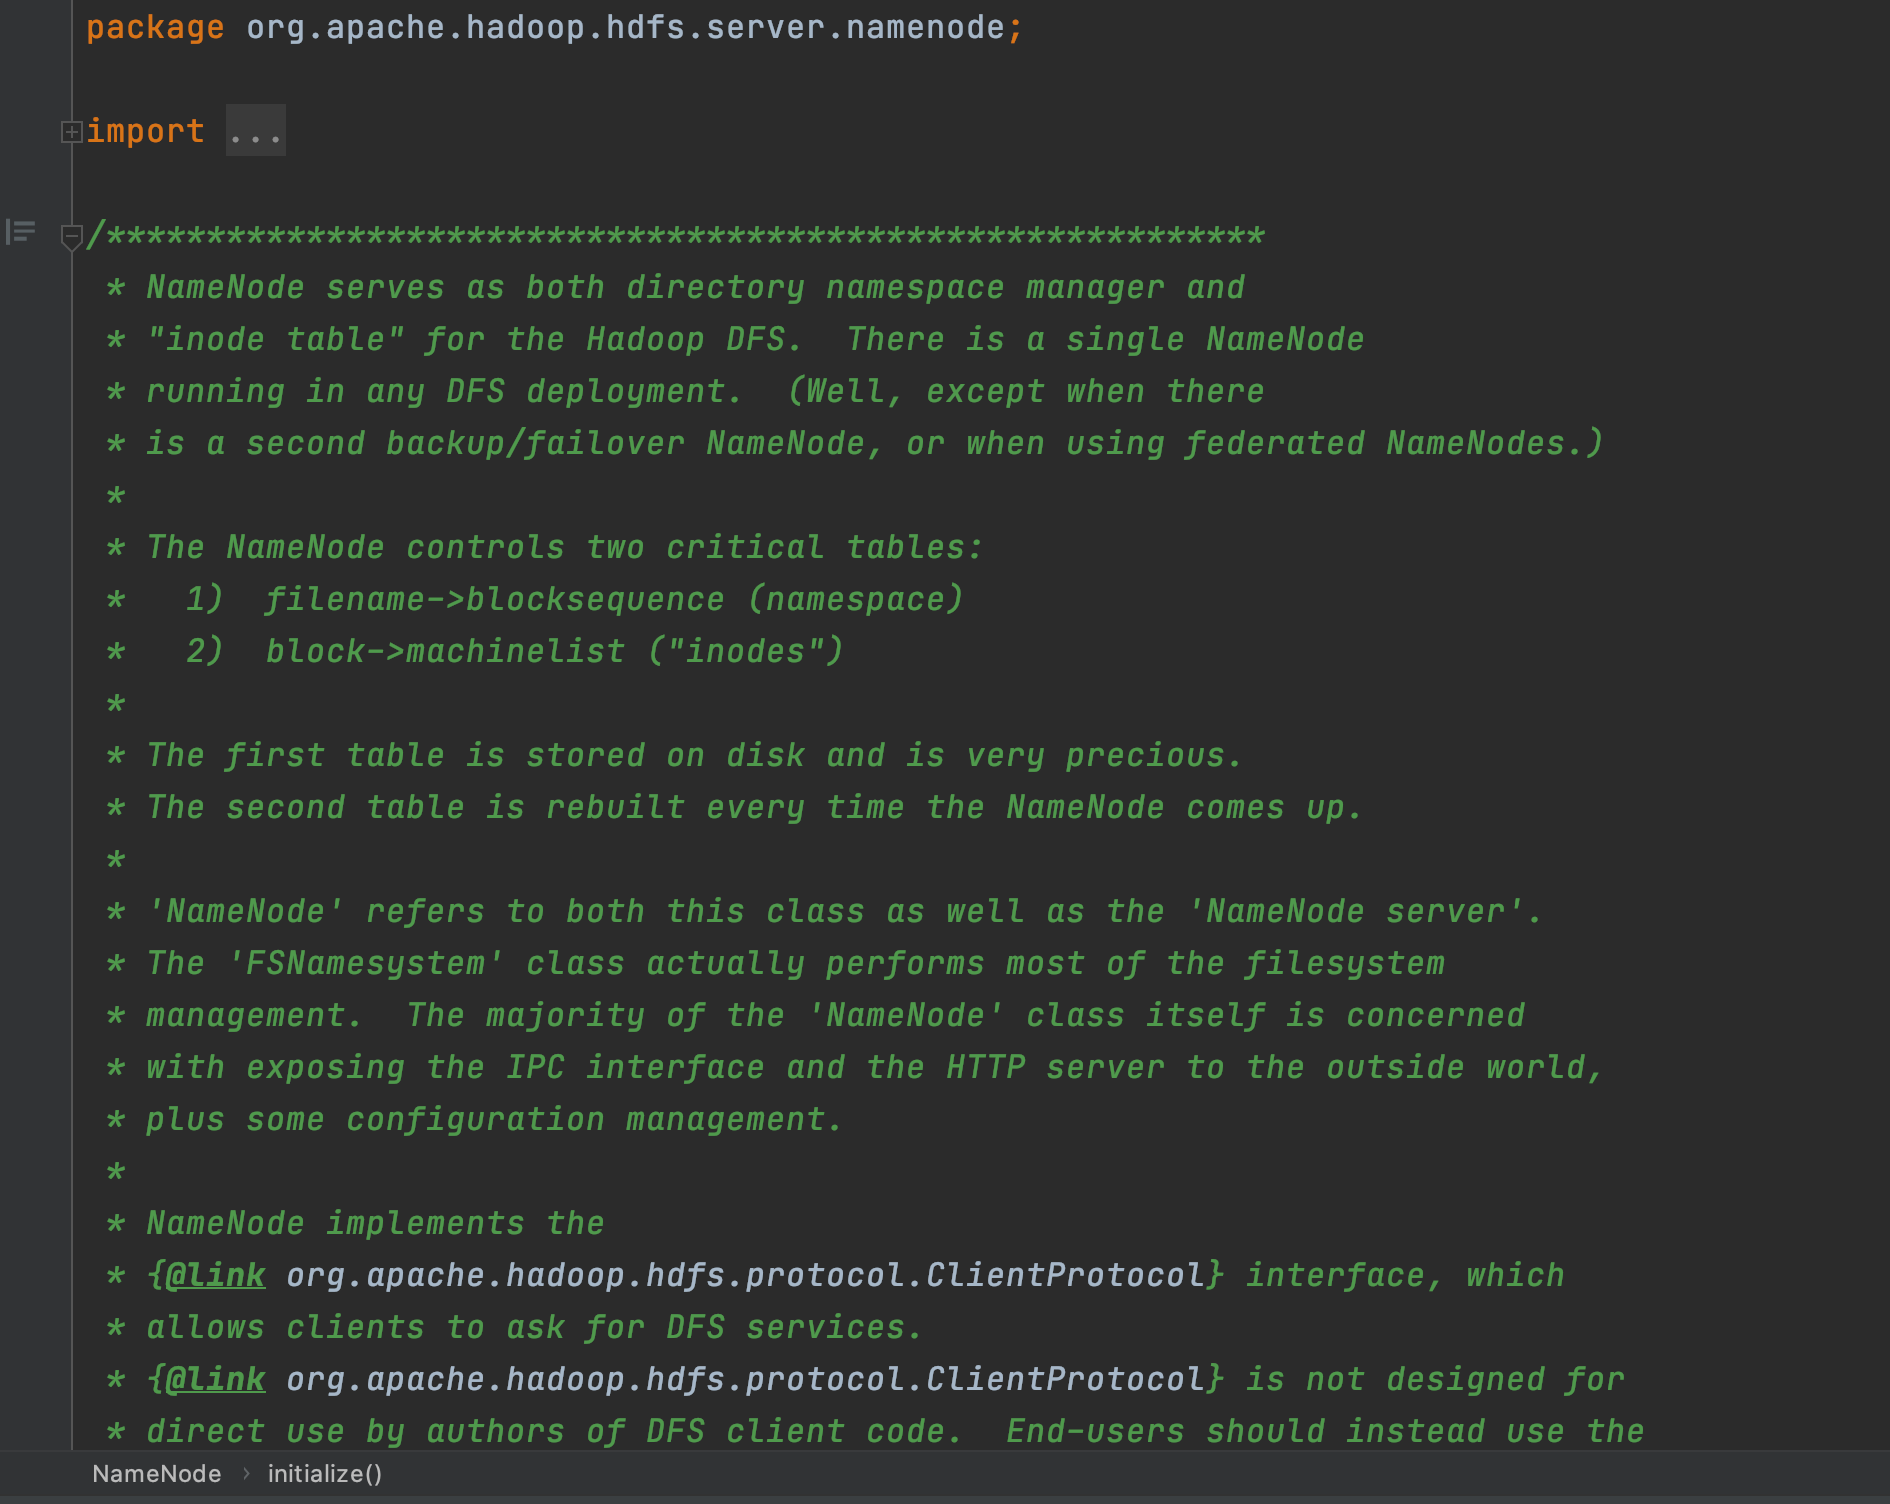 package org.apache.hadoop.hdfs.server.namenode;
import ...
/**********************************************************
* NameNode serves as both directory namespace manager and
* "inode table" for the Hadoop DFS.  There is a single NameNode
* running in any DFS deployment.  (Well, except when there
* is a second backup/failover NameNode, or when using federated NameNodes.)
*
* The NameNode controls two critical tables:
*   1)  filename->blocksequence (namespace)
*   2)  block->machinelist ("inodes")
*
* The first table is stored on disk and is very precious.
* The second table is rebuilt every time the NameNode comes up.
*
* 'NameNode' refers to both this class as well as the 'NameNode server'.
* The 'FSNamesystem' class actually performs most of the filesystem
* management.  The majority of the 'NameNode' class itself is concerned
* with exposing the IPC interface and the HTTP server to the outside world,
* plus some configuration management.
*
* NameNode implements the
* {@link org.apache.hadoop.hdfs.protocol.ClientProtocol} interface, which
* allows clients to ask for DFS services.
* {@link org.apache.hadoop.hdfs.protocol.ClientProtocol} is not designed for
* direct use by authors of DFS client code.  End-users should instead use the
NameNode › initialize()